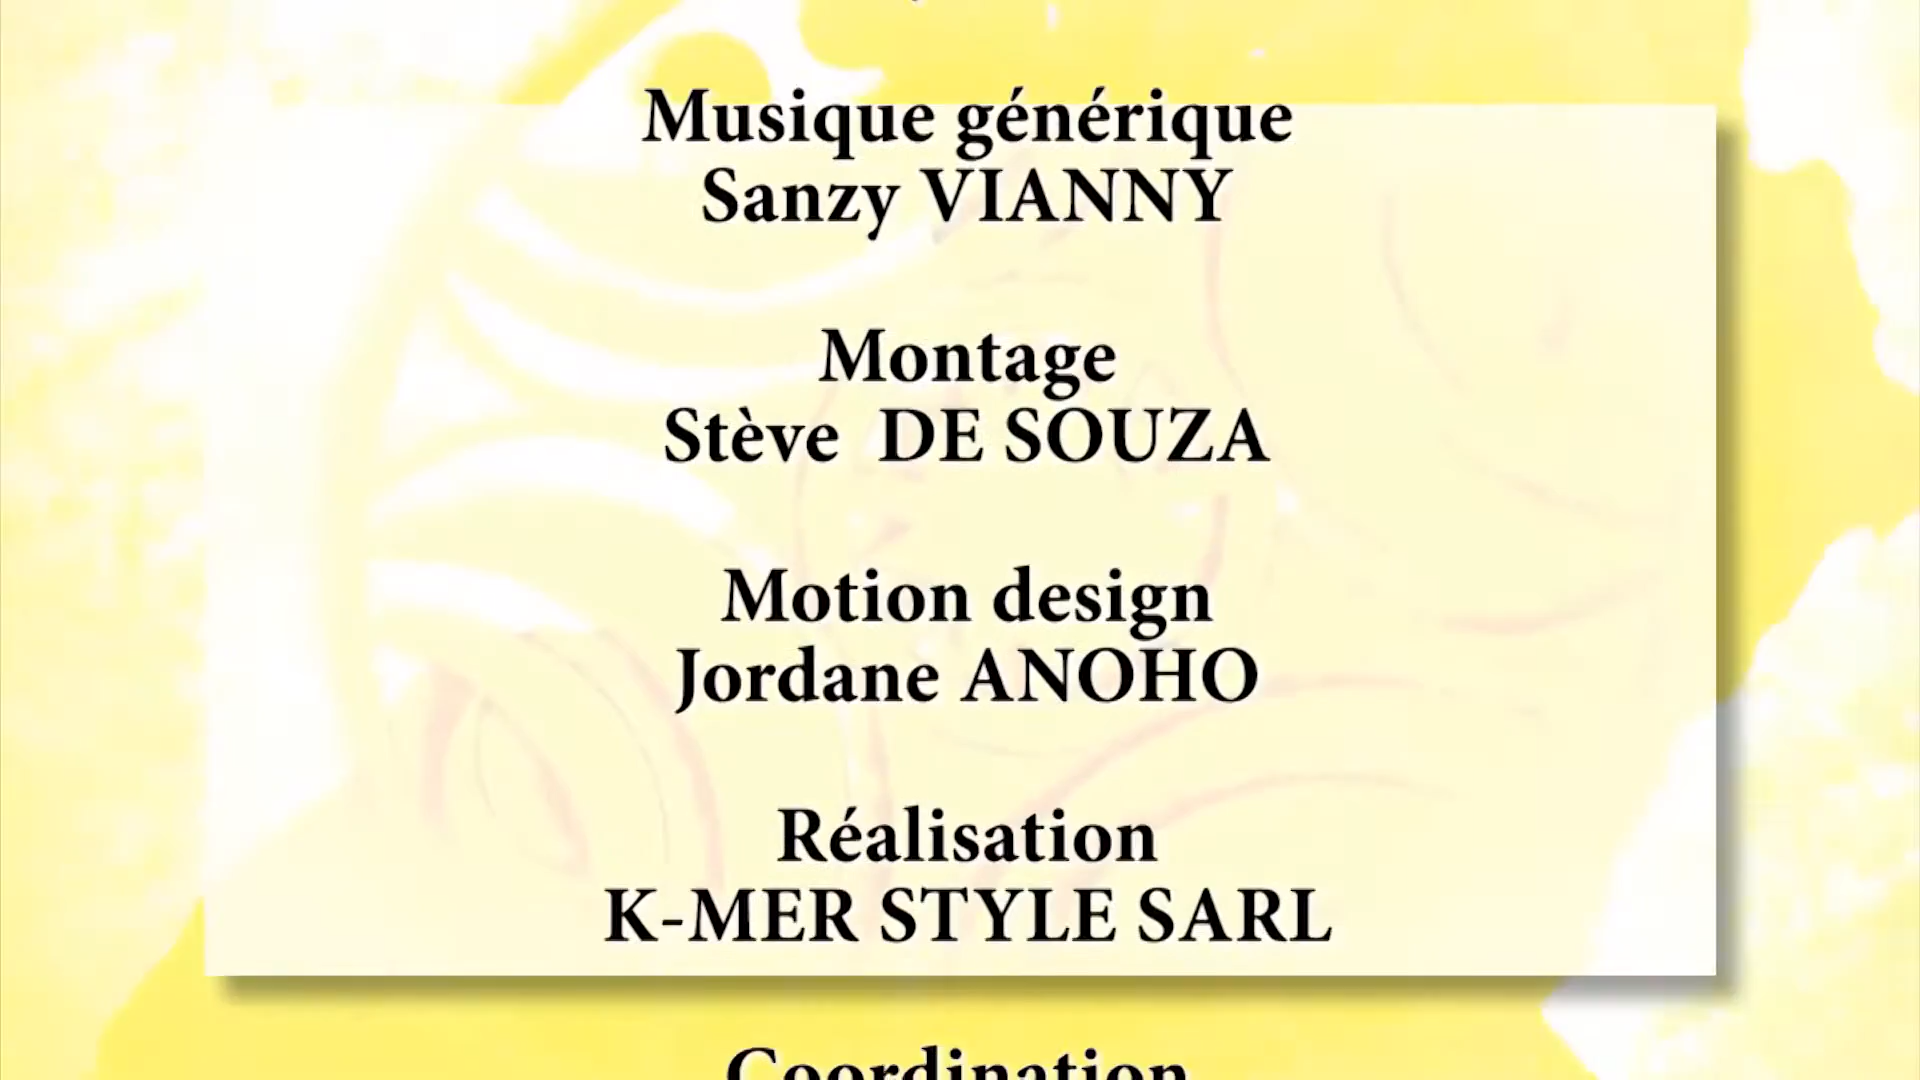 Musique générique
Sanzy VIANNY
Montage
Stève  DE SOUZA
Motion design
Jordane ANOHO
Réalisation
K-MER STYLE SARL
Coordination